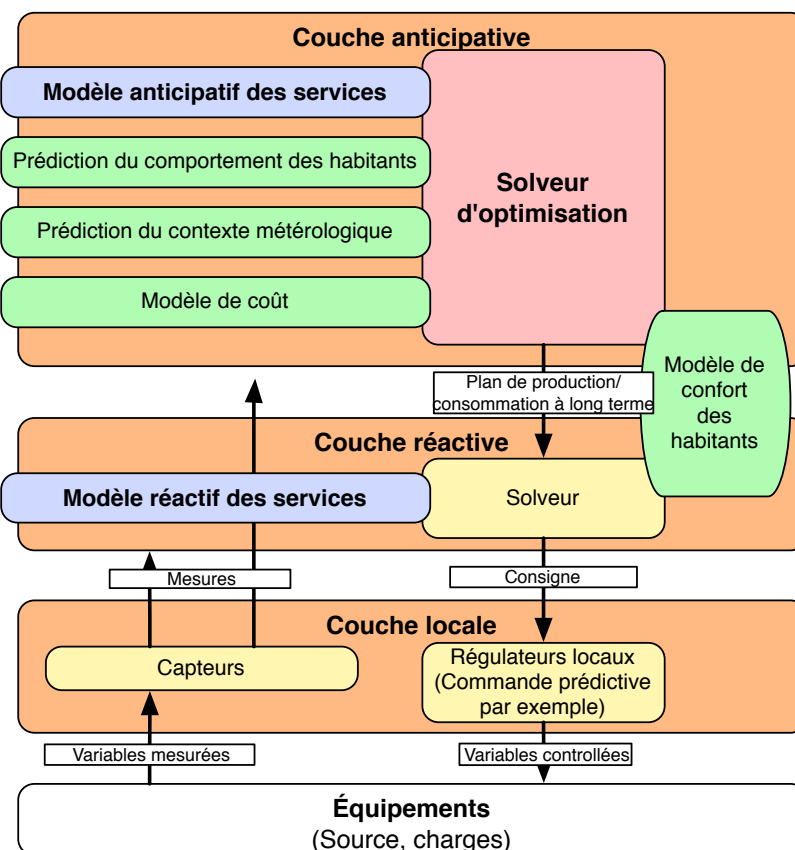 Couche anticipative
Modèle anticipatif des services
Prédiction du comportement des habitants
Prédiction du contexte métérologique
Modèle de coût
Solveur
d'optimisation
Modèle de
confort
des
habitants
Plan de production/
consommation à long terme
Couche réactive
Modèle réactif des services
Solveur
Mesures
Consigne
Couche locale
Capteurs
Régulateurs locaux
(Commande prédictive
par exemple)
Variables mesurées
Variables controllées
Équipements
(Source, charges)